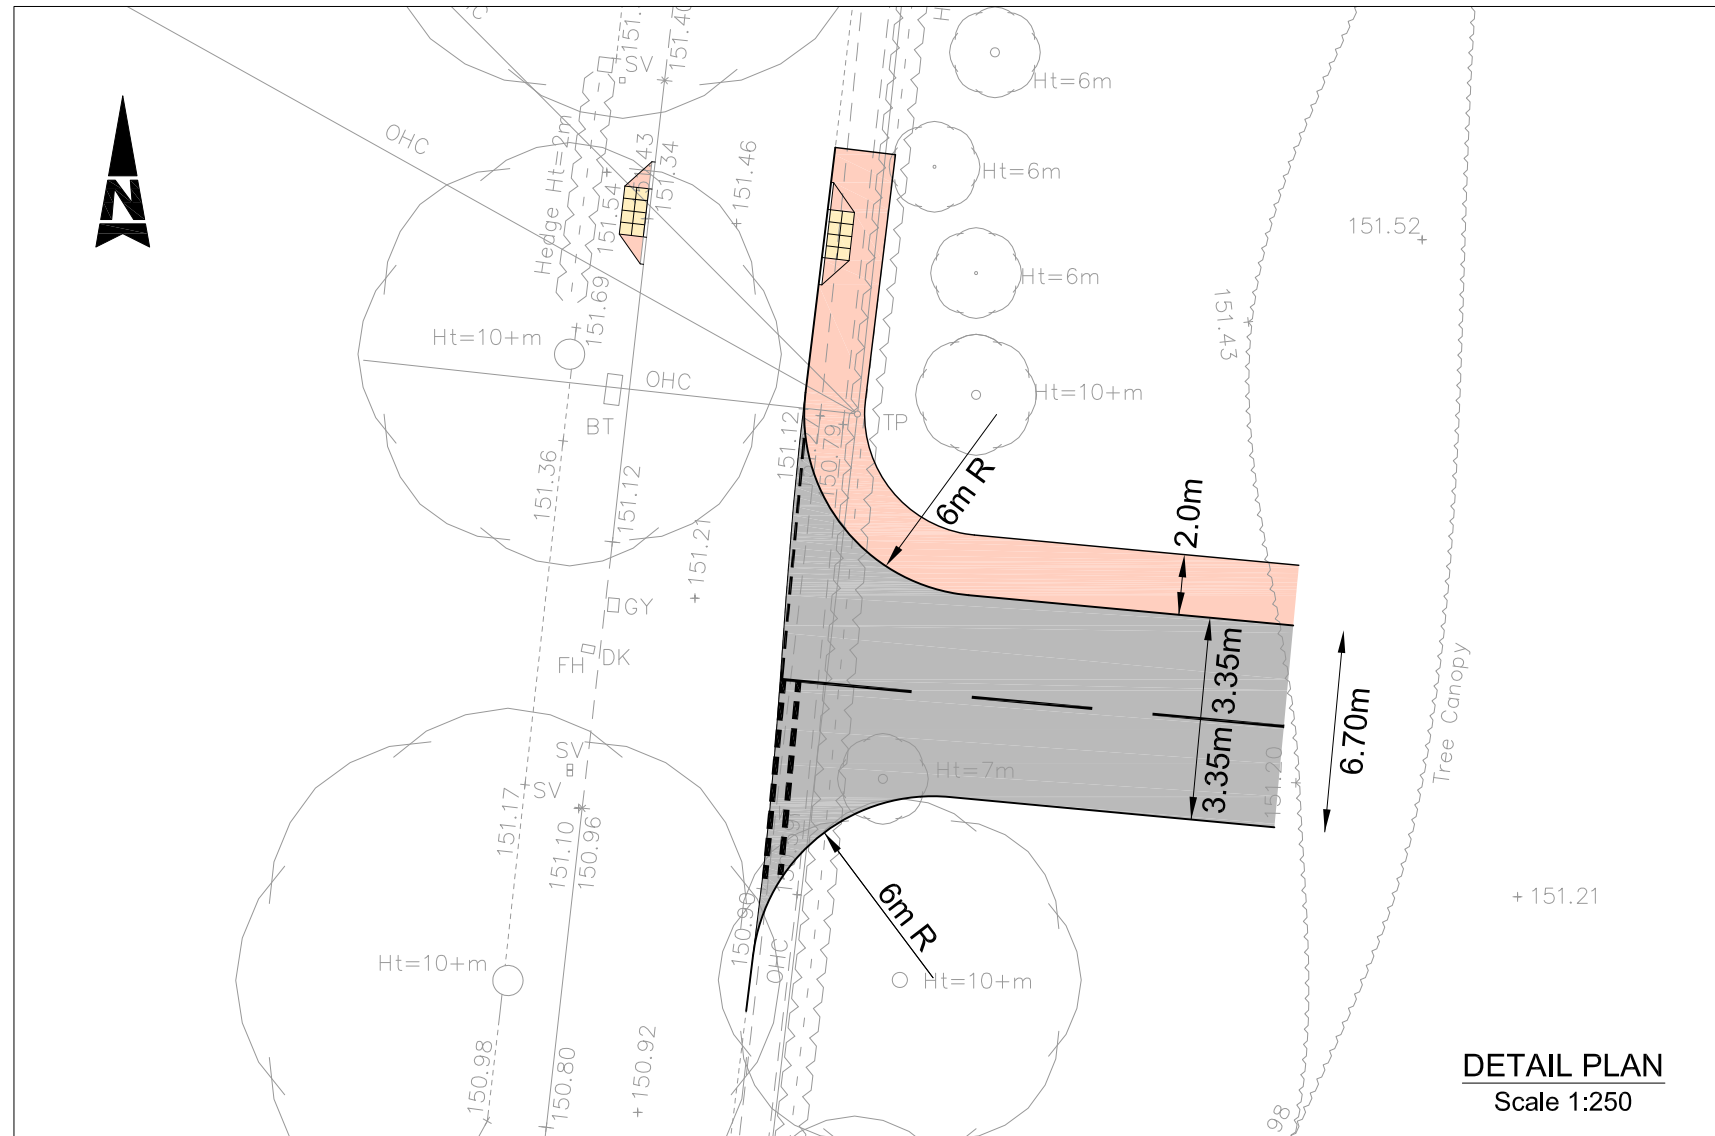 151.40
SV
Ht=6m
OHC
Hedge Ht=2m
151.54
151.34
151.46
Ht=6m
N
151.52
151.69
Ht=6m
151.43
Ht=10+m
OHC
Ht=10+m
BT
TP
151.12
150.79
151.36
151.12
6m R
2.0m
151.21
GY
FH
DK
3.35m
6.70m
Tree Canopy
SV
SV
Ht=7m
3.35m
151.20
151.17
151.10
150.96
6m R
151.21
150.90
OHC
Ht=10+m
Ht=10+m
150.98
150.80
150.92
DETAIL PLAN
Scale 1:250
98